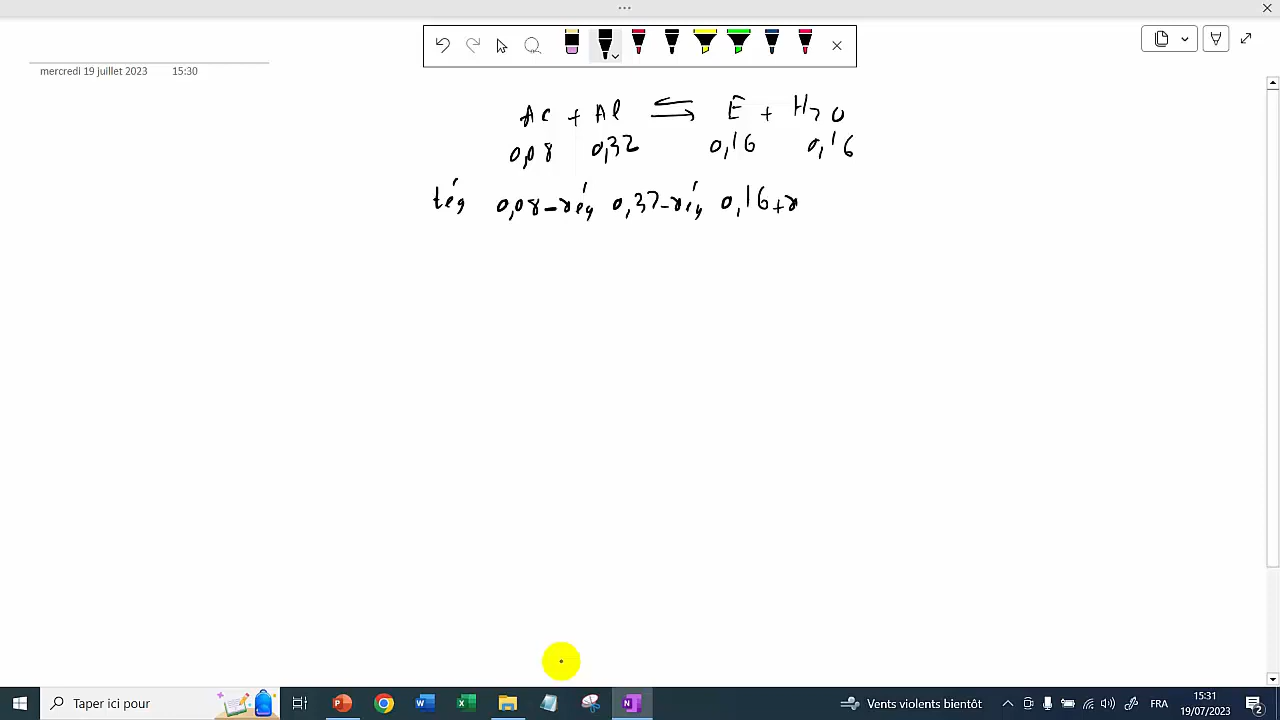 mercredi 19 juillet 2023 15:30
Ac + Al ⇌ E + H2O
0,08 0,32 0,16 0,16
téq 0,08-xéq 0,32-xéq 0,16+x
Taper ici pour
Vents violents bientôt
FRA
15:31
19/07/2023